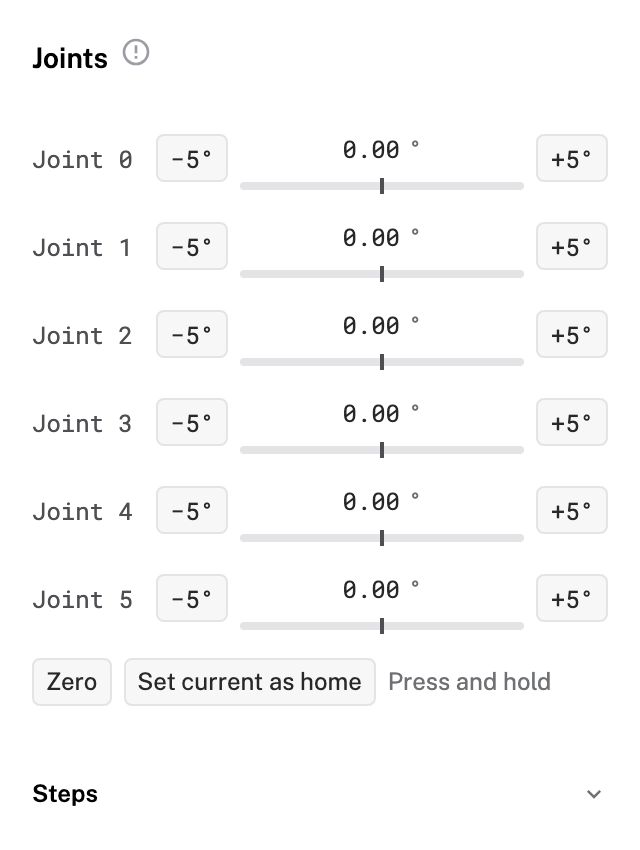 Joints
Joint 0 −5° 0.00 ° +5°
Joint 1 −5° 0.00 ° +5°
Joint 2 −5° 0.00 ° +5°
Joint 3 −5° 0.00 ° +5°
Joint 4 −5° 0.00 ° +5°
Joint 5 −5° 0.00 ° +5°
Zero Set current as home Press and hold
Steps